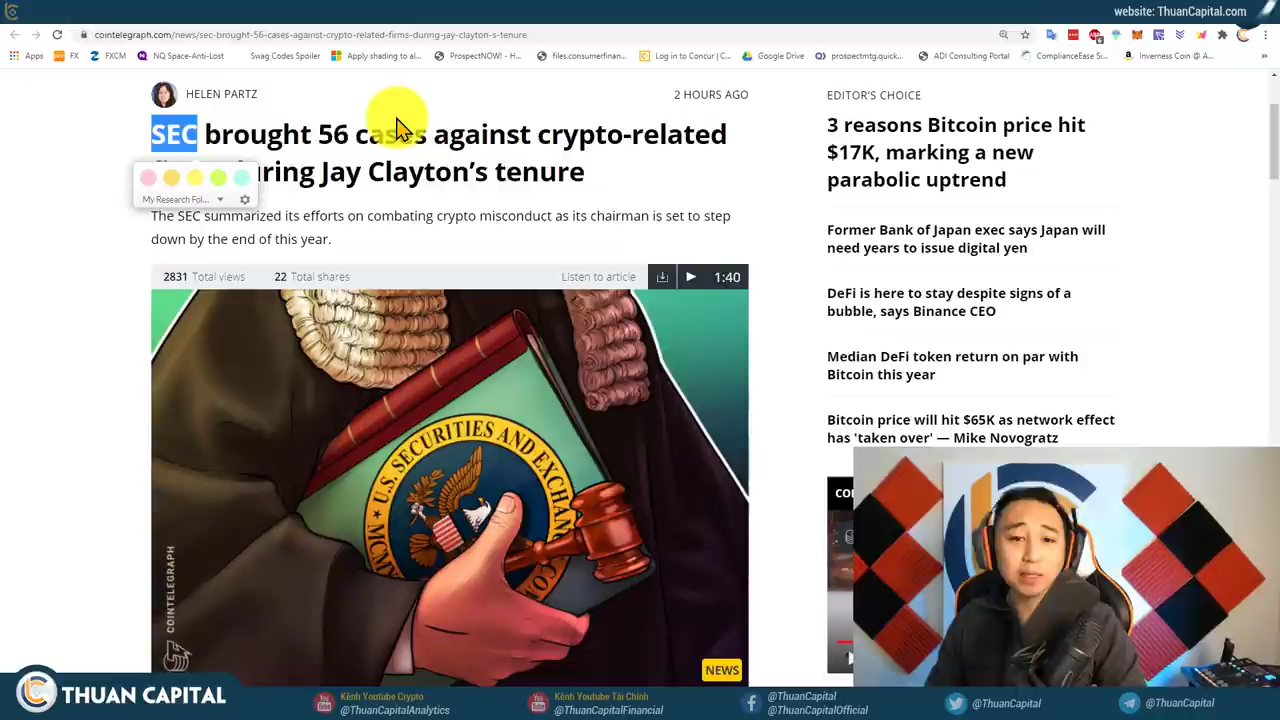 website: ThuanCapital.com
cointelegraph.com/news/sec-brought-56-cases-against-crypto-related-firms-during-jay-clayton-s-tenure
Apps
FX
FXCM
NQ Space-Anti-Lost
Swag Codes Spoiler
Apply shading to al...
ProspectNOW! - Hi...
files.consumerfinan...
Log in to Concur | C...
Google Drive
prospectmtg.quick...
ADI Consulting Portal
ComplianceEase Si...
Inverness Coin @ A...
HELEN PARTZ
2 HOURS AGO
SEC brought 56 cases against crypto-related
during Jay Clayton's tenure
My Research Fol...
The SEC summarized its efforts on combating crypto misconduct as its chairman is set to step
down by the end of this year.
2831 Total views
22 Total shares
Listen to article
1:40
U.S. SECURITIES AND EXCHAN
COM
MCMX
COINTELEGRAPH
NEWS
EDITOR'S CHOICE
3 reasons Bitcoin price hit
$17K, marking a new
parabolic uptrend
Former Bank of Japan exec says Japan will
need years to issue digital yen
DeFi is here to stay despite signs of a
bubble, says Binance CEO
Median DeFi token return on par with
Bitcoin this year
Bitcoin price will hit $65K as network effect
has 'taken over' — Mike Novogratz
THUAN CAPITAL
Kênh Youtube Crypto
@ThuanCapitalAnalytics
Kênh Youtube Tài Chính
@ThuanCapitalFinancial
@ThuanCapital
@ThuanCapitalOfficial
@ThuanCapital
@ThuanCapital